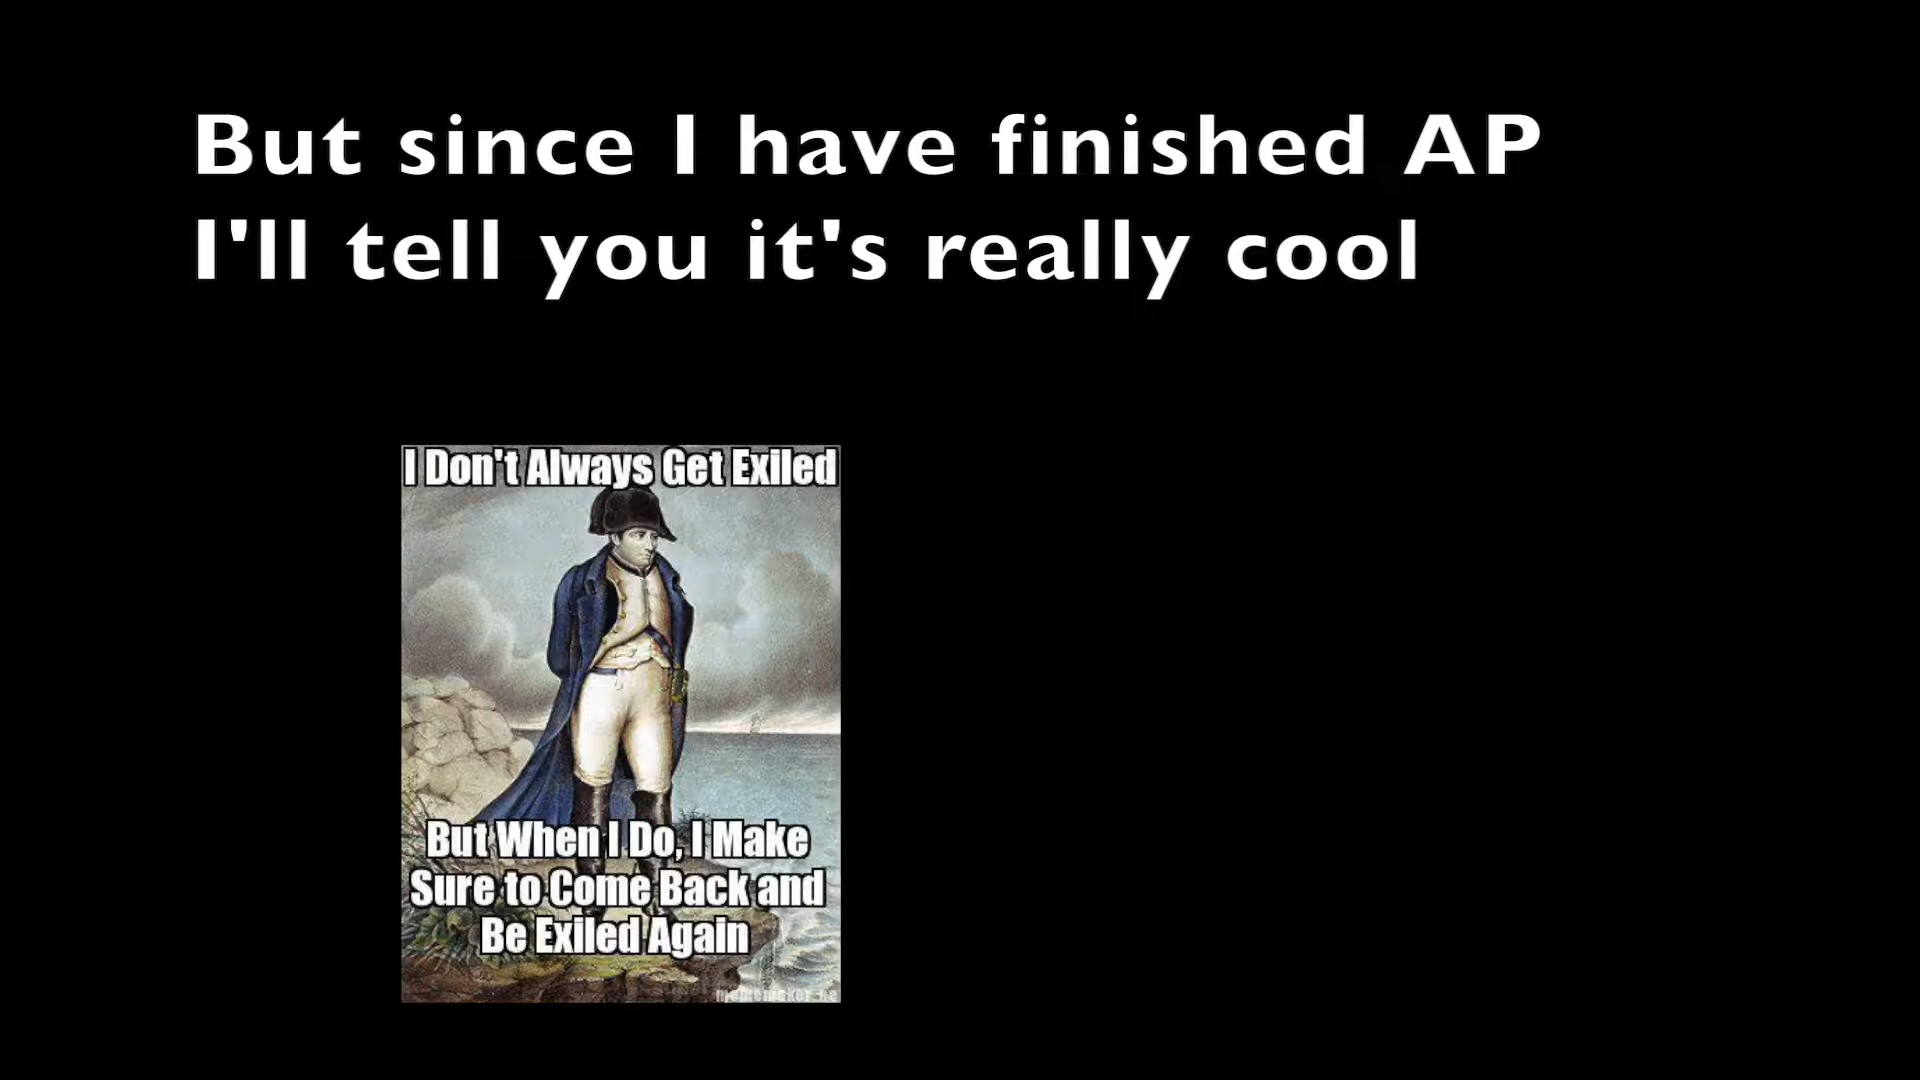 But since I have finished AP
I'll tell you it's really cool
I Don't Always Get Exiled
But When I Do, I Make
Sure to Come Back and
Be Exiled Again